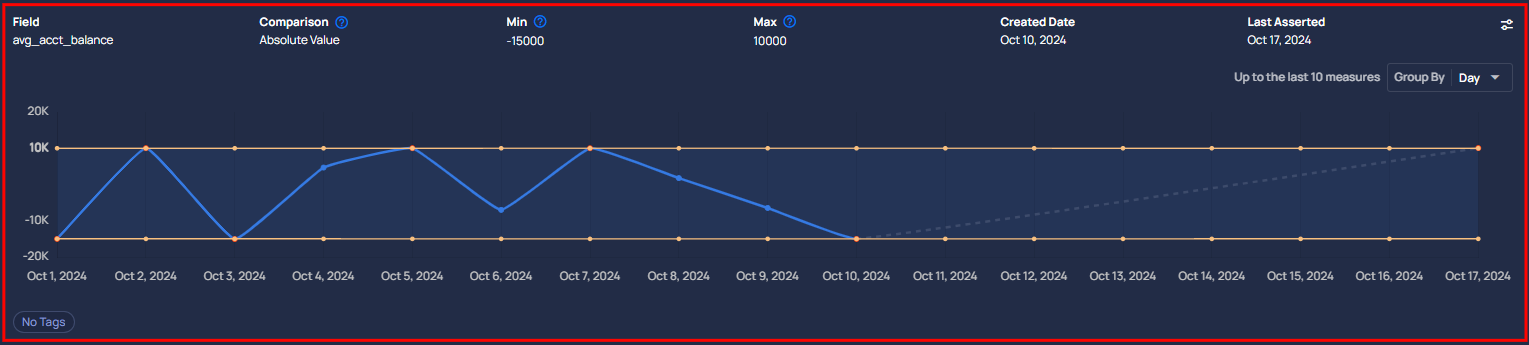 Field Comparison Min Max Created Date Last Asserted
avg_acct_balance Absolute Value -15000 10000 Oct 10, 2024 Oct 17, 2024
Up to the last 10 measures Group By Day
20K
10K
-10K
-20K
Oct 1, 2024 Oct 2, 2024 Oct 3, 2024 Oct 4, 2024 Oct 5, 2024 Oct 6, 2024 Oct 7, 2024 Oct 8, 2024 Oct 9, 2024 Oct 10, 2024 Oct 11, 2024 Oct 12, 2024 Oct 13, 2024 Oct 14, 2024 Oct 15, 2024 Oct 16, 2024 Oct 17, 2024
No Tags